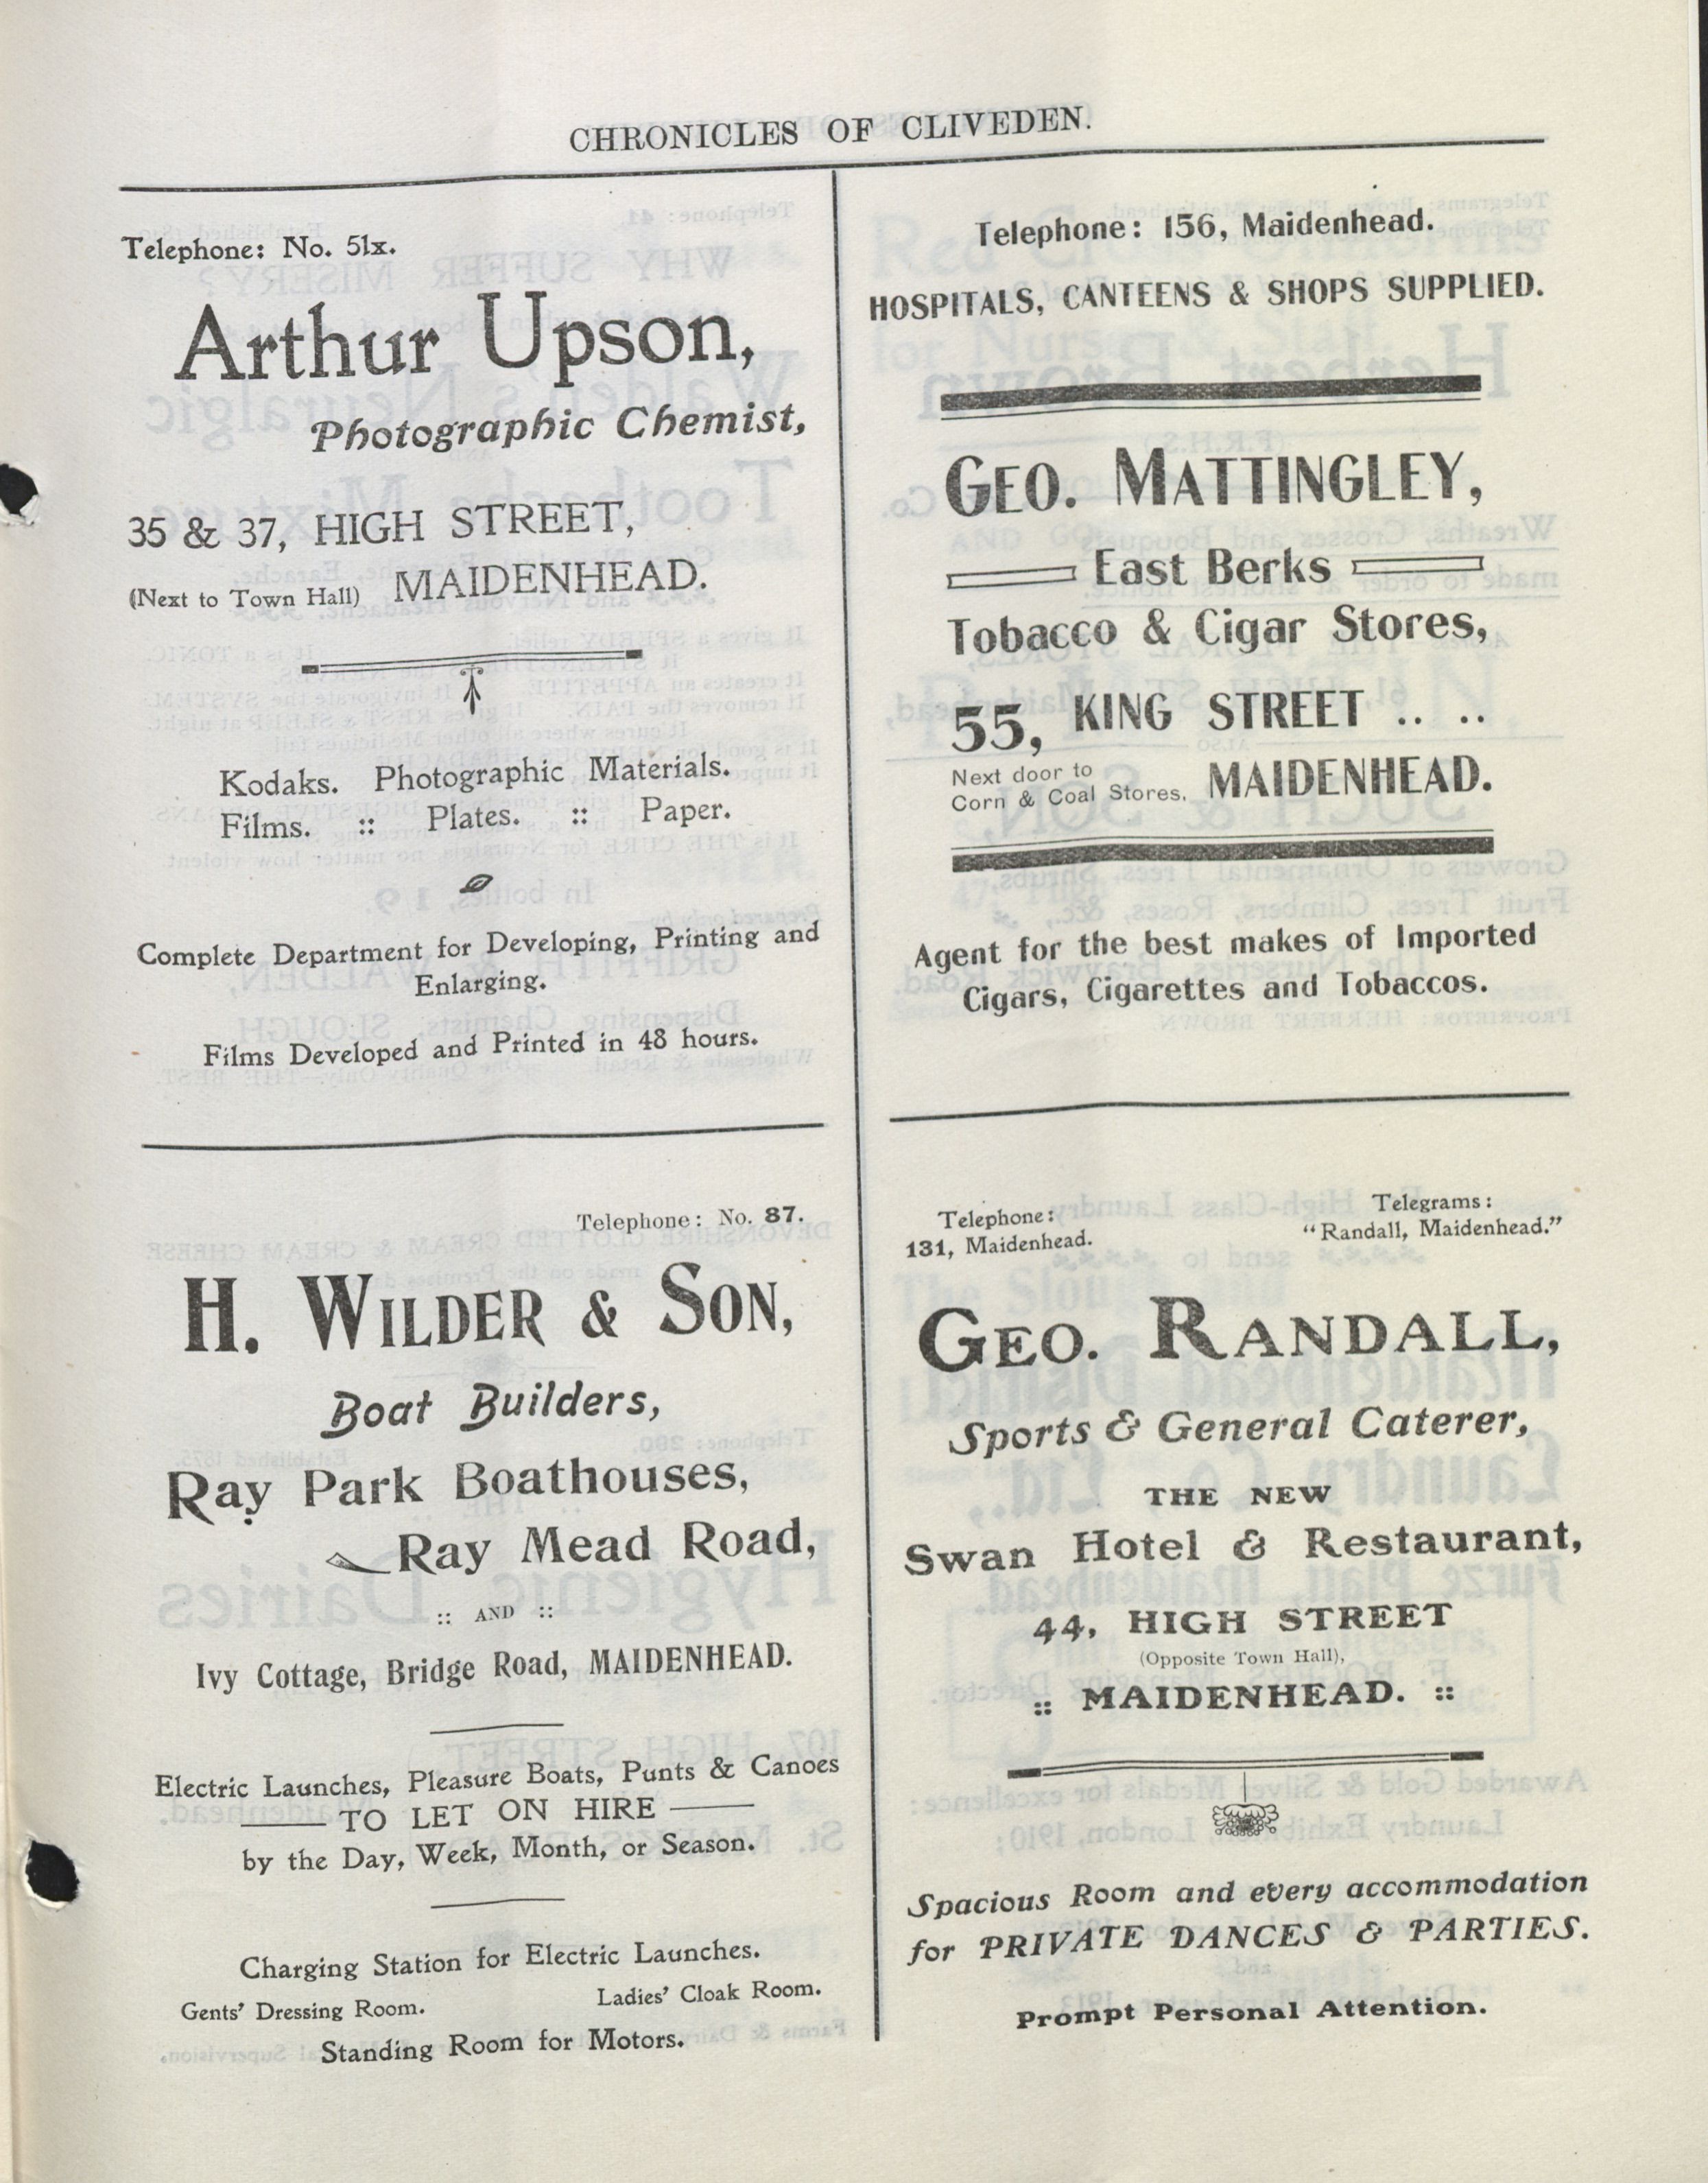 CHRONICLES OF CLIVEDEN.
Telephone: No. 51x.
Arthur Upson,
Photographic Chemist,
35 & 37, HIGH STREET,
(Next to Town Hall) MAIDENHEAD.
Kodaks. Photographic Materials.
Films. :: Plates. :: Paper.
Complete Department for Developing, Printing and
Enlarging.
Films Developed and Printed in 48 hours.
Telephone: 156, Maidenhead.
HOSPITALS, CANTEENS & SHOPS SUPPLIED.
GEO. MATTINGLEY,
East Berks
Tobacco & Cigar Stores,
55, KING STREET .. ..
Next door to
Corn & Coal Stores, MAIDENHEAD.
Agent for the best makes of Imported
Cigars, Cigarettes and Tobaccos.
Telephone: No. 87.
H. WILDER & SON,
Boat Builders,
Ray Park Boathouses,
Ray Mead Road,
:: AND ::
Ivy Cottage, Bridge Road, MAIDENHEAD.
Electric Launches, Pleasure Boats, Punts & Canoes
TO LET ON HIRE
by the Day, Week, Month, or Season.
Charging Station for Electric Launches.
Gents' Dressing Room. Ladies' Cloak Room.
Standing Room for Motors.
Telephone: Telegrams:
131, Maidenhead. "Randall, Maidenhead."
GEO. RANDALL,
Sports & General Caterer,
THE NEW
Swan Hotel & Restaurant,
44, HIGH STREET
(Opposite Town Hall),
:: MAIDENHEAD. ::
Spacious Room and every accommodation
for PRIVATE DANCES & PARTIES.
Prompt Personal Attention.